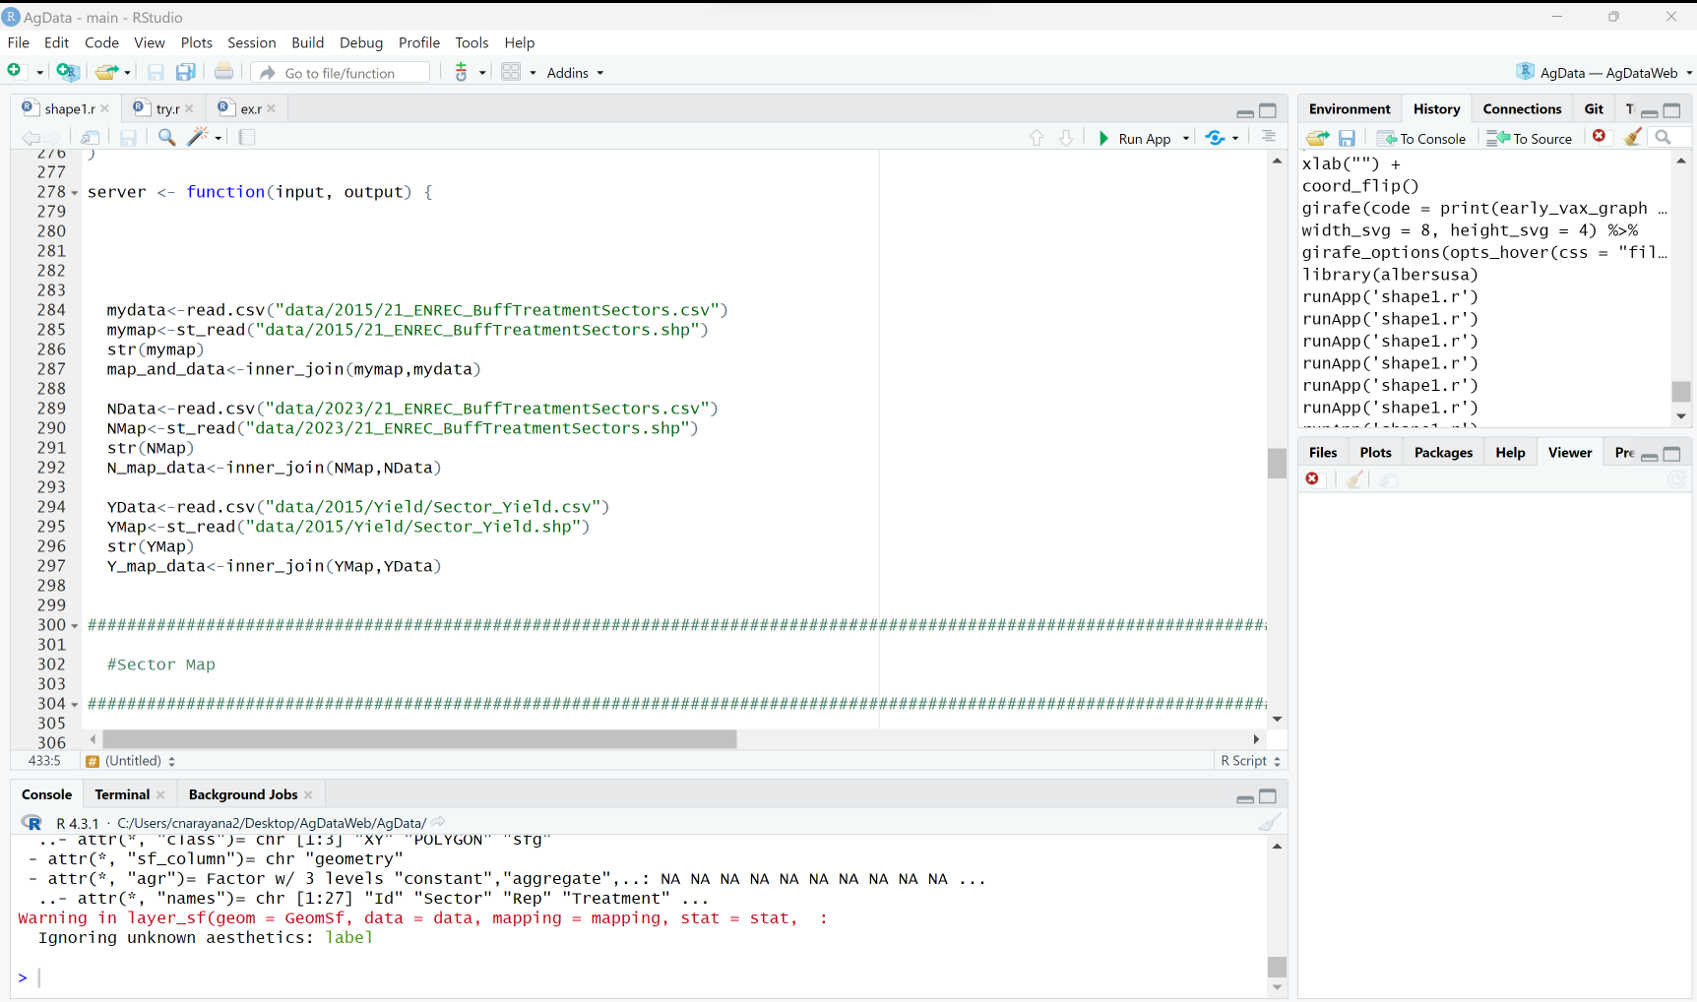 AgData - main - RStudio
File Edit Code View Plots Session Build Debug Profile Tools Help
Go to file/function Addins AgData — AgDataWeb
shape1.r try.r ex.r
Run App
276 )
277
278 server <- function(input, output) {
279
280
281
282
283
284 mydata<-read.csv("data/2015/21_ENREC_BuffTreatmentSectors.csv")
285 mymap<-st_read("data/2015/21_ENREC_BuffTreatmentSectors.shp")
286 str(mymap)
287 map_and_data<-inner_join(mymap,mydata)
288
289 NData<-read.csv("data/2023/21_ENREC_BuffTreatmentSectors.csv")
290 NMap<-st_read("data/2023/21_ENREC_BuffTreatmentSectors.shp")
291 str(NMap)
292 N_map_data<-inner_join(NMap,NData)
293
294 YData<-read.csv("data/2015/Yield/Sector_Yield.csv")
295 YMap<-st_read("data/2015/Yield/Sector_Yield.shp")
296 str(YMap)
297 Y_map_data<-inner_join(YMap,YData)
298
299
300 ########################################################################################################################
301
302 #Sector Map
303
304 ########################################################################################################################
305
306
433:5 # (Untitled) R Script
Console Terminal Background Jobs
R 4.3.1 · C:/Users/cnarayana2/Desktop/AgDataWeb/AgData/
..- attr(*, "class")= chr [1:3] "XY" "POLYGON" "sfg"
- attr(*, "sf_column")= chr "geometry"
- attr(*, "agr")= Factor w/ 3 levels "constant","aggregate",..: NA NA NA NA NA NA NA NA NA NA ...
..- attr(*, "names")= chr [1:27] "Id" "Sector" "Rep" "Treatment" ...
Warning in layer_sf(geom = GeomSf, data = data, mapping = mapping, stat = stat, :
Ignoring unknown aesthetics: label
>
Environment History Connections Git T
To Console To Source
xlab("") +
coord_flip()
girafe(code = print(early_vax_graph …
width_svg = 8, height_svg = 4) %>%
girafe_options(opts_hover(css = "fil…
library(albersusa)
runApp('shape1.r')
runApp('shape1.r')
runApp('shape1.r')
runApp('shape1.r')
runApp('shape1.r')
runApp('shape1.r')
runApp('shape1.r')
Files Plots Packages Help Viewer Pre